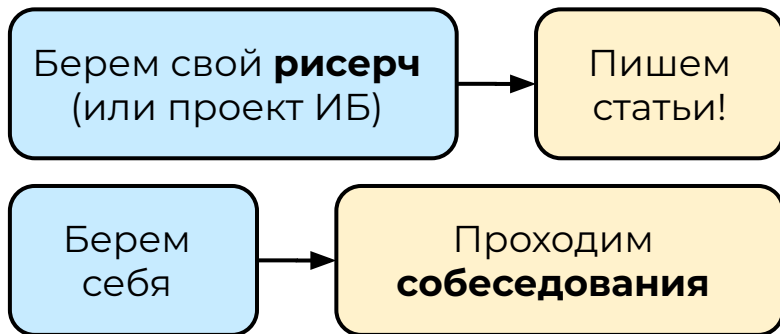 Берем свой рисерч
(или проект ИБ)
Пишем
статьи!
Берем
себя
Проходим
собеседования